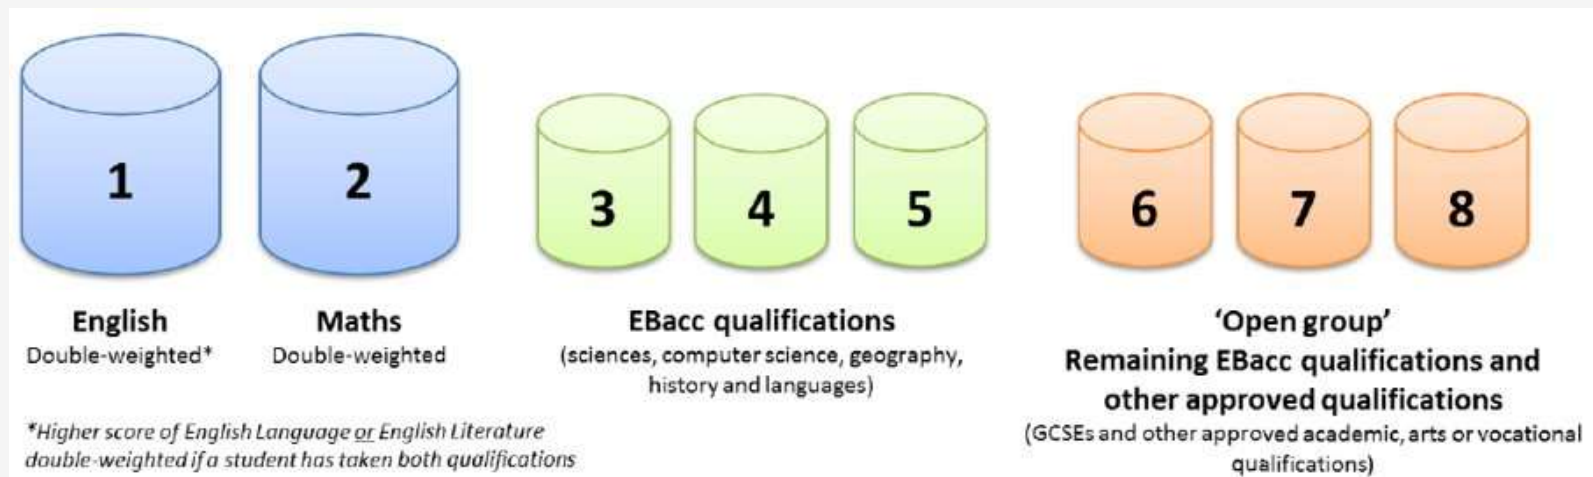 1
2
3
4
5
6
7
8
English
Double-weighted*
Maths
Double-weighted
EBacc qualifications
(sciences, computer science, geography,
history and languages)
‘Open group’
Remaining EBacc qualifications and
other approved qualifications
(GCSEs and other approved academic, arts or vocational
qualifications)
*Higher score of English Language or English Literature
double-weighted if a student has taken both qualifications